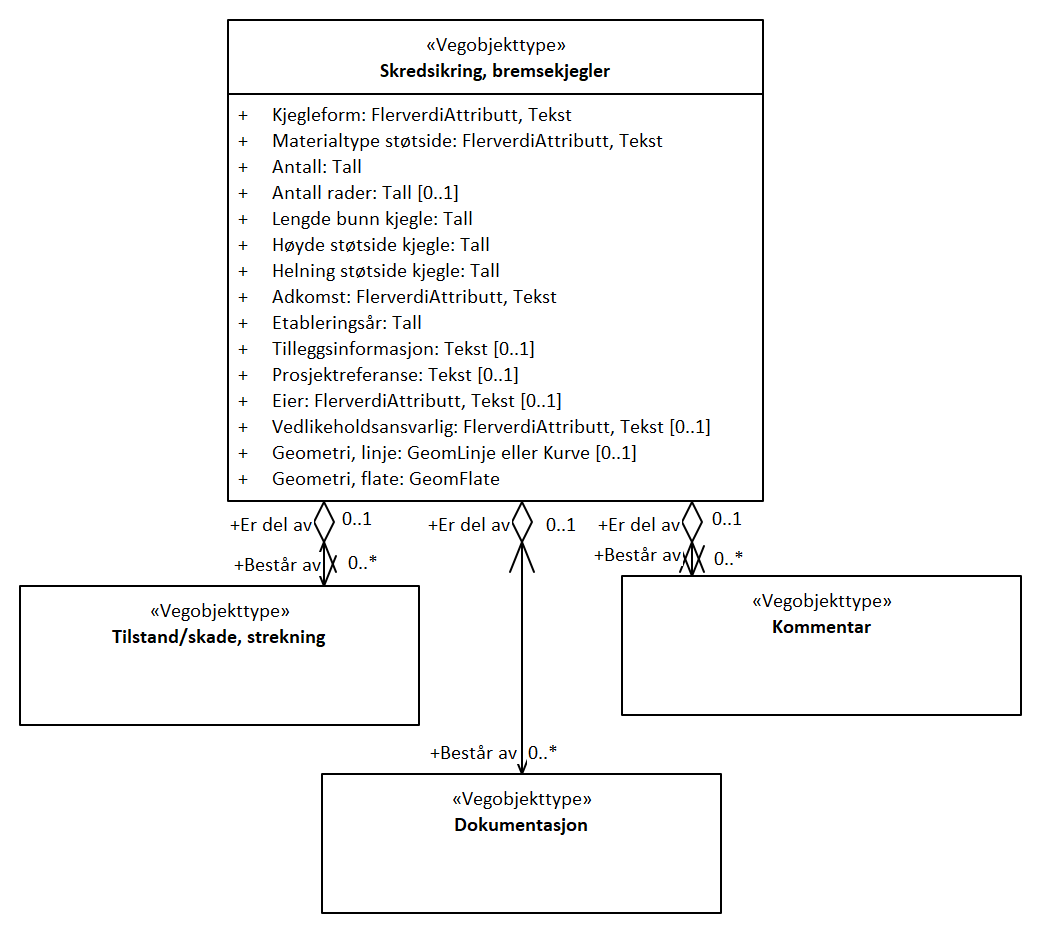 «Vegobjekttype»
Skredsikring, bremsekjegler
+ Kjegleform: FlerverdiAttributt, Tekst
+ Materialtype støtside: FlerverdiAttributt, Tekst
+ Antall: Tall
+ Antall rader: Tall [0..1]
+ Lengde bunn kjegle: Tall
+ Høyde støtside kjegle: Tall
+ Helning støtside kjegle: Tall
+ Adkomst: FlerverdiAttributt, Tekst
+ Etableringsår: Tall
+ Tilleggsinformasjon: Tekst [0..1]
+ Prosjektreferanse: Tekst [0..1]
+ Eier: FlerverdiAttributt, Tekst [0..1]
+ Vedlikeholdsansvarlig: FlerverdiAttributt, Tekst [0..1]
+ Geometri, linje: GeomLinje eller Kurve [0..1]
+ Geometri, flate: GeomFlate
+Er del av 0..1 +Er del av 0..1 +Er del av 0..1
+Består av 0..* +Består av 0..*
«Vegobjekttype»
Tilstand/skade, strekning
«Vegobjekttype»
Kommentar
+Består av 0..*
«Vegobjekttype»
Dokumentasjon